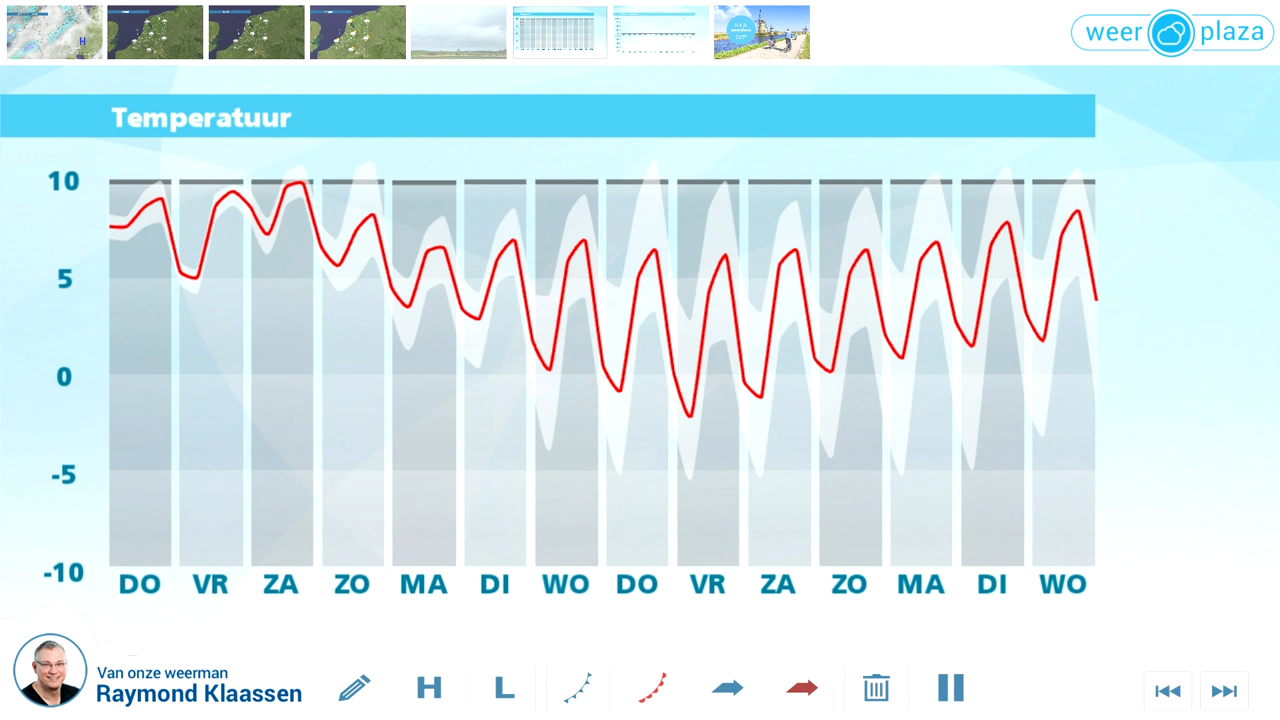 weer plaza
Temperatuur
10
5
0
-5
-10
DO VR ZA ZO MA DI WO DO VR ZA ZO MA DI WO
Van onze weerman
Raymond Klaassen
H L